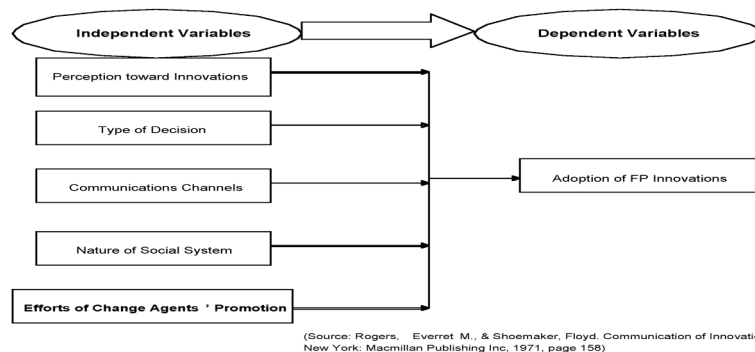 Independent Variables
Dependent Variables
Perception toward Innovations
Type of Decision
Communications Channels
Adoption of FP Innovations
Nature of Social System
Efforts of Change Agents ’ Promotion
(Source: Rogers, Everret M., & Shoemaker, Floyd. Communication of Innovati
New York: Macmillan Publishing Inc, 1971, page 158)